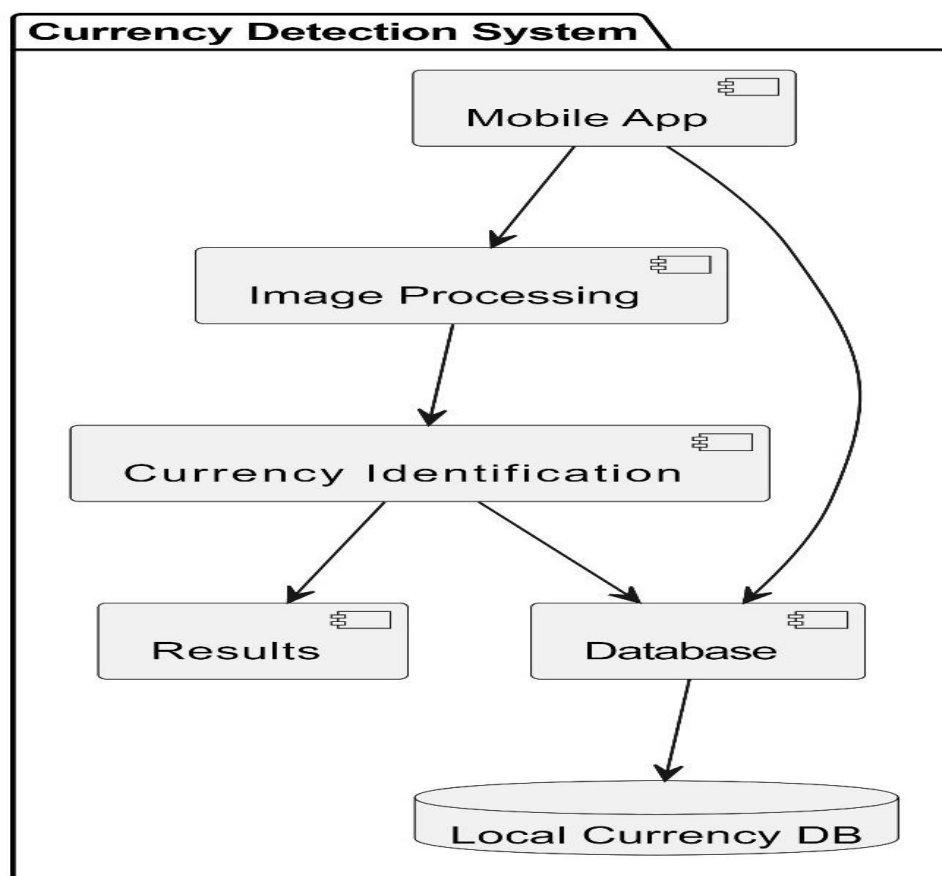 Currency Detection System
Mobile App
Image Processing
Currency Identification
Results
Database
Local Currency DB